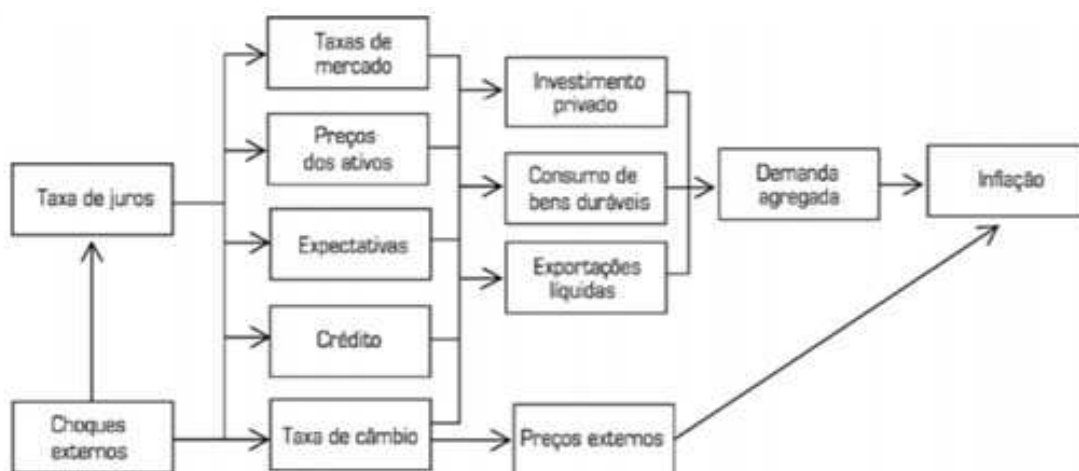 Taxas de
mercado
Investimento
privado
Preços
dos ativos
Taxa de juros
Consumo de
bens duráveis
Demanda
agregada
Inflação
Expectativas
Exportações
líquidas
Crédito
Choques
externos
Taxa de câmbio
Preços externos